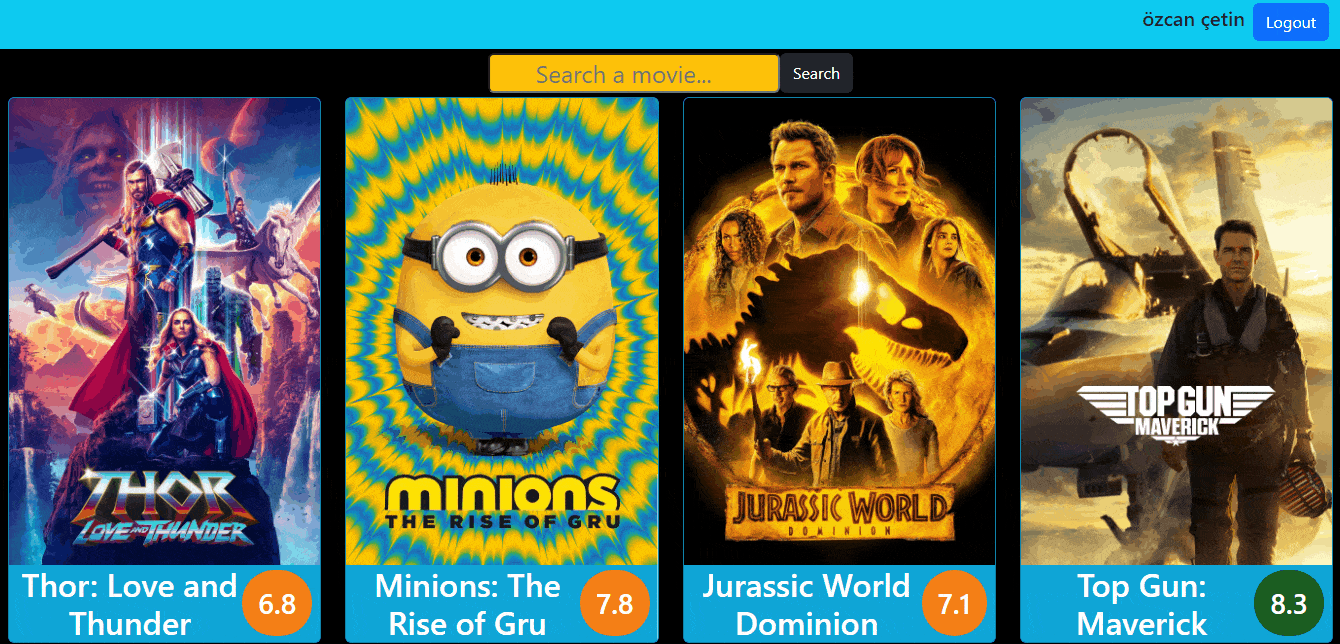 özcan çetin Logout
Search a movie... Search
THOR
LOVE AND THUNDER
MINIONS
THE RISE OF GRU
JURASSIC WORLD
DOMINION
TOP GUN
MAVERICK
Thor: Love and
Thunder
6.8
Minions: The
Rise of Gru
7.8
Jurassic World
Dominion
7.1
Top Gun:
Maverick
8.3